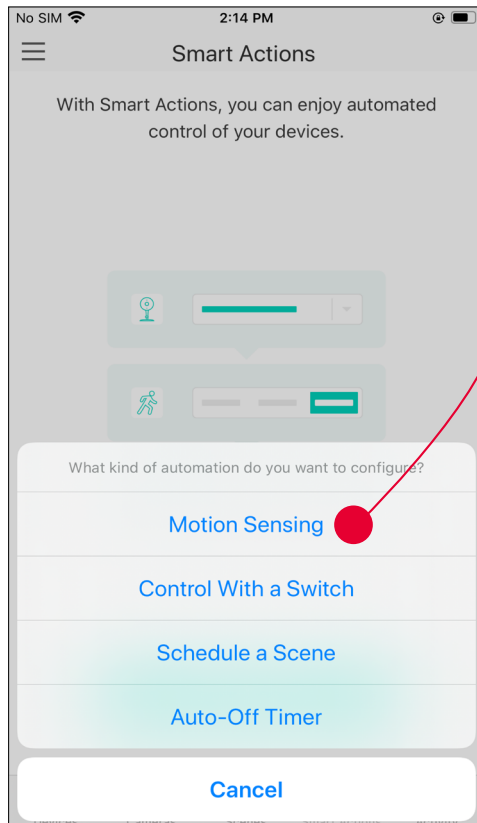 No SIM 2:14 PM
Smart Actions
With Smart Actions, you can enjoy automated
control of your devices.
What kind of automation do you want to configure?
Motion Sensing
Control With a Switch
Schedule a Scene
Auto-Off Timer
Cancel